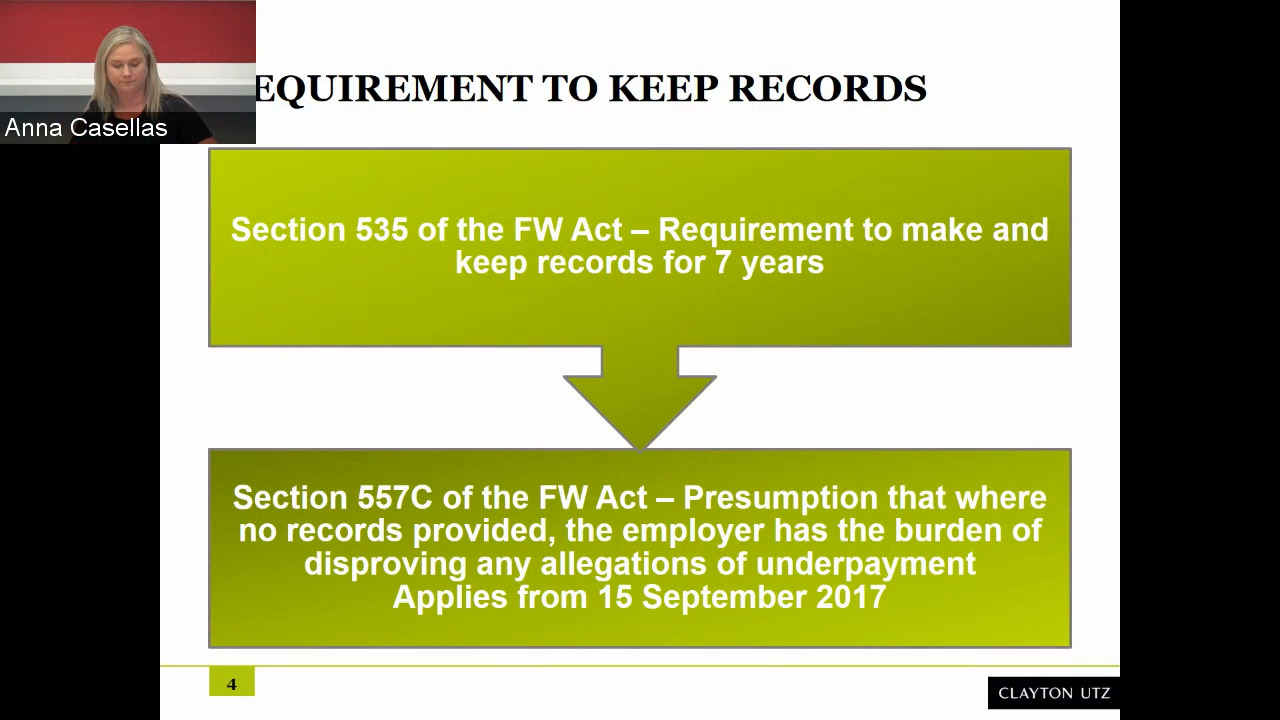 EQUIREMENT TO KEEP RECORDS
Anna Casellas
Section 535 of the FW Act – Requirement to make and
keep records for 7 years
Section 557C of the FW Act – Presumption that where
no records provided, the employer has the burden of
disproving any allegations of underpayment
Applies from 15 September 2017
4
CLAYTON UTZ